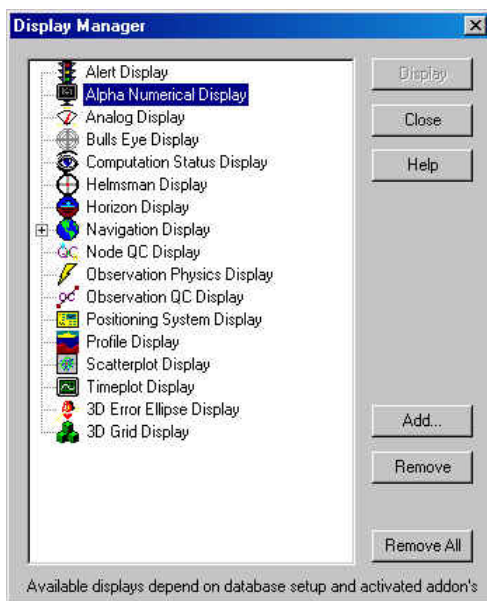 Display Manager
Alert Display
Alpha Numerical Display
Analog Display
Bulls Eye Display
Computation Status Display
Helmsman Display
Horizon Display
Navigation Display
Node QC Display
Observation Physics Display
Observation QC Display
Positioning System Display
Profile Display
Scatterplot Display
Timeplot Display
3D Error Ellipse Display
3D Grid Display
Display
Close
Help
Add...
Remove
Remove All
Available displays depend on database setup and activated addon's